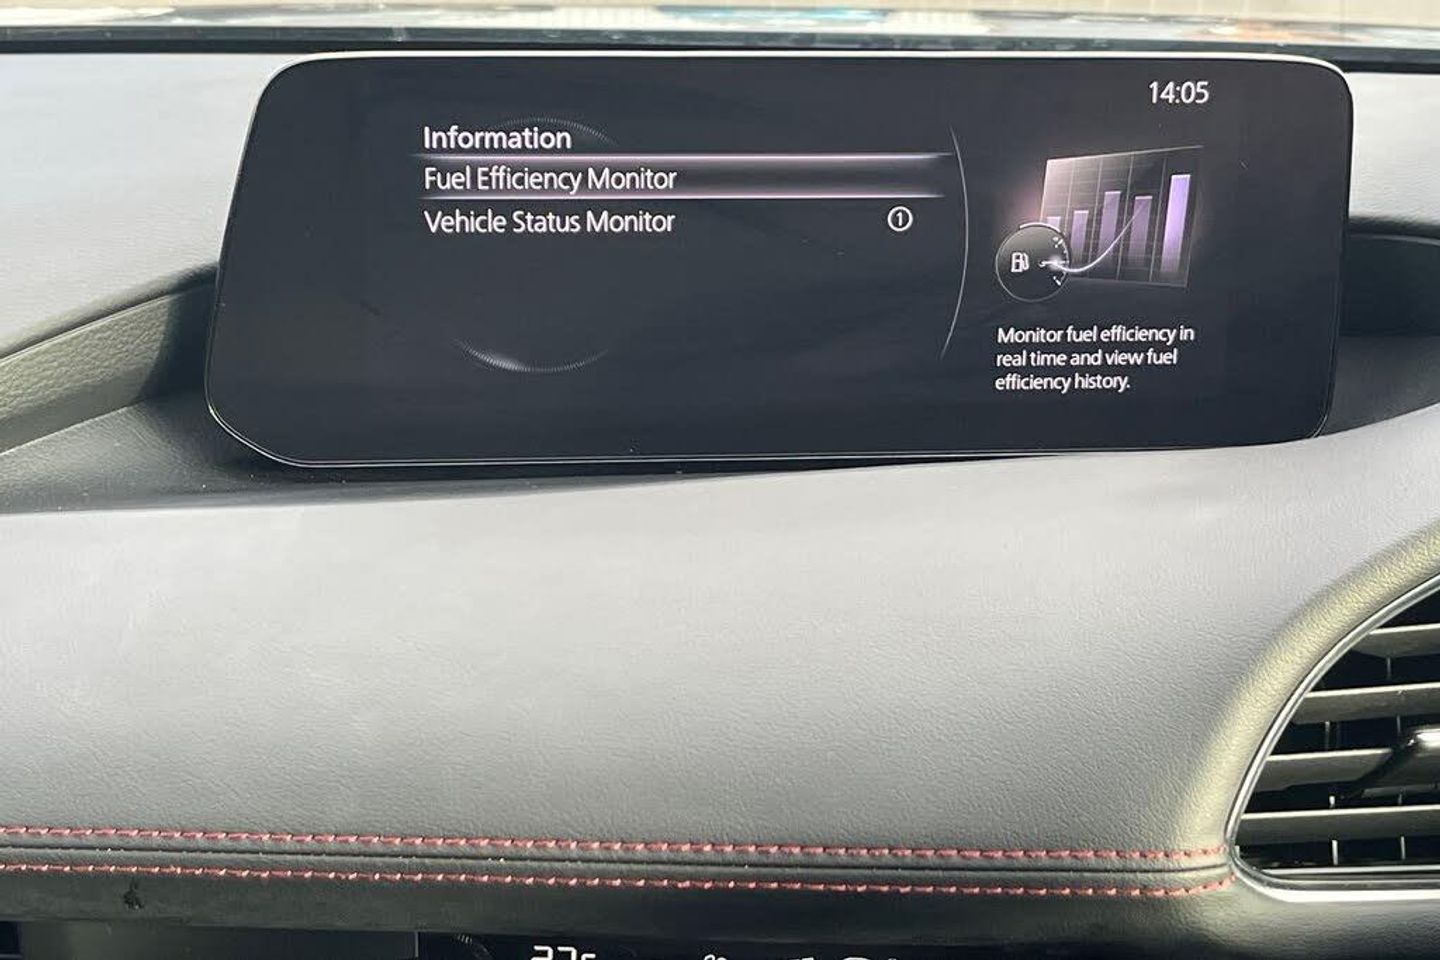 14:05
Information
Fuel Efficiency Monitor
Vehicle Status Monitor 1
Monitor fuel efficiency in
real time and view fuel
efficiency history.